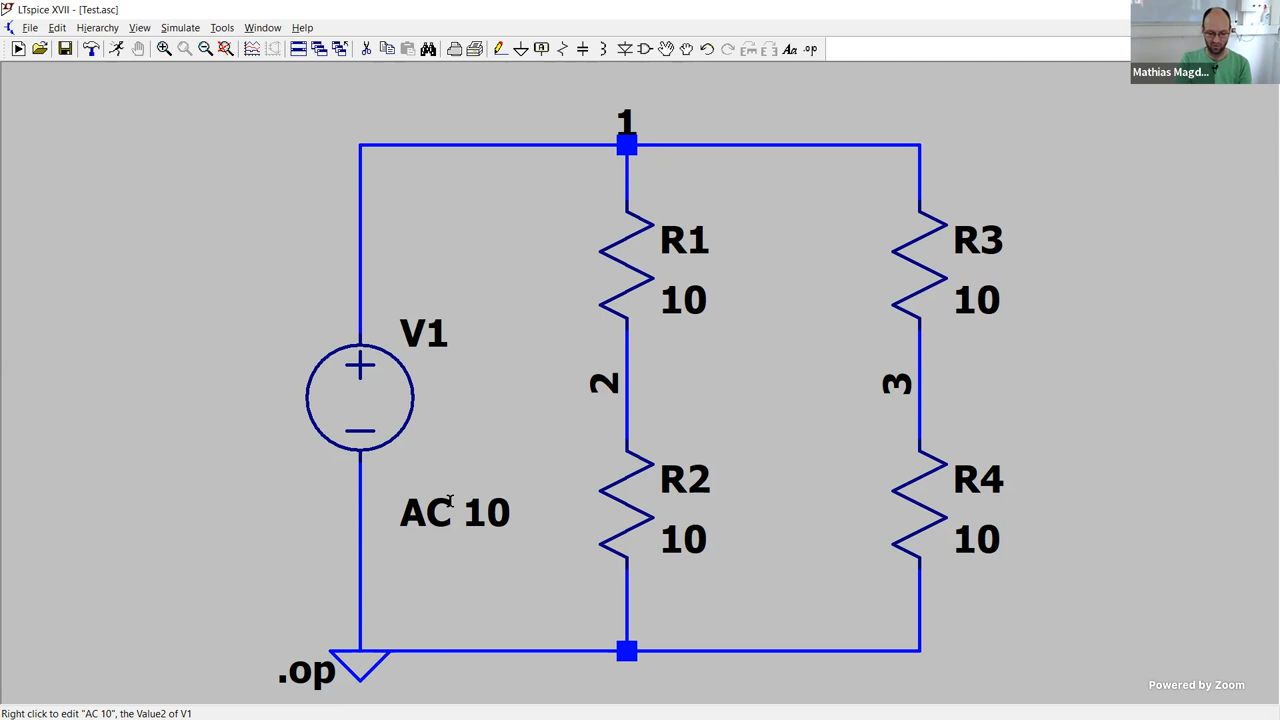 LTspice XVII - [Test.asc]
File Edit Hierarchy View Simulate Tools Window Help
Aa .op
Mathias Magd...
1
R1
10
R3
10
V1
2
3
AC 10
R2
10
R4
10
.op
Powered by Zoom
Right click to edit "AC 10", the Value2 of V1